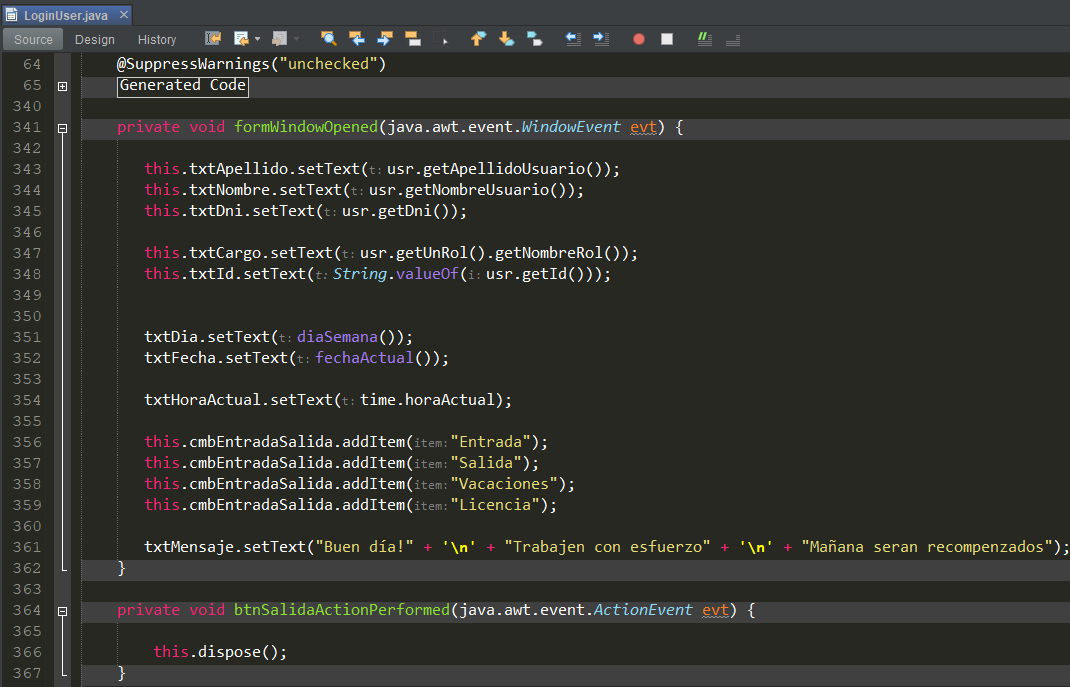 LoginUser.java ×
Source Design History
64 @SuppressWarnings("unchecked")
65 Generated Code
340
341 private void formWindowOpened(java.awt.event.WindowEvent evt) {
342
343 this.txtApellido.setText(t: usr.getApellidoUsuario());
344 this.txtNombre.setText(t: usr.getNombreUsuario());
345 this.txtDni.setText(t: usr.getDni());
346
347 this.txtCargo.setText(t: usr.getUnRol().getNombreRol());
348 this.txtId.setText(t: String.valueOf(i: usr.getId()));
349
350
351 txtDia.setText(t: diaSemana());
352 txtFecha.setText(t: fechaActual());
353
354 txtHoraActual.setText(t: time.horaActual);
355
356 this.cmbEntradaSalida.addItem(item: "Entrada");
357 this.cmbEntradaSalida.addItem(item: "Salida");
358 this.cmbEntradaSalida.addItem(item: "Vacaciones");
359 this.cmbEntradaSalida.addItem(item: "Licencia");
360
361 txtMensaje.setText("Buen día!" + '\n' + "Trabajen con esfuerzo" + '\n' + "Mañana seran recompenzados");
362 }
363
364 private void btnSalidaActionPerformed(java.awt.event.ActionEvent evt) {
365
366 this.dispose();
367 }